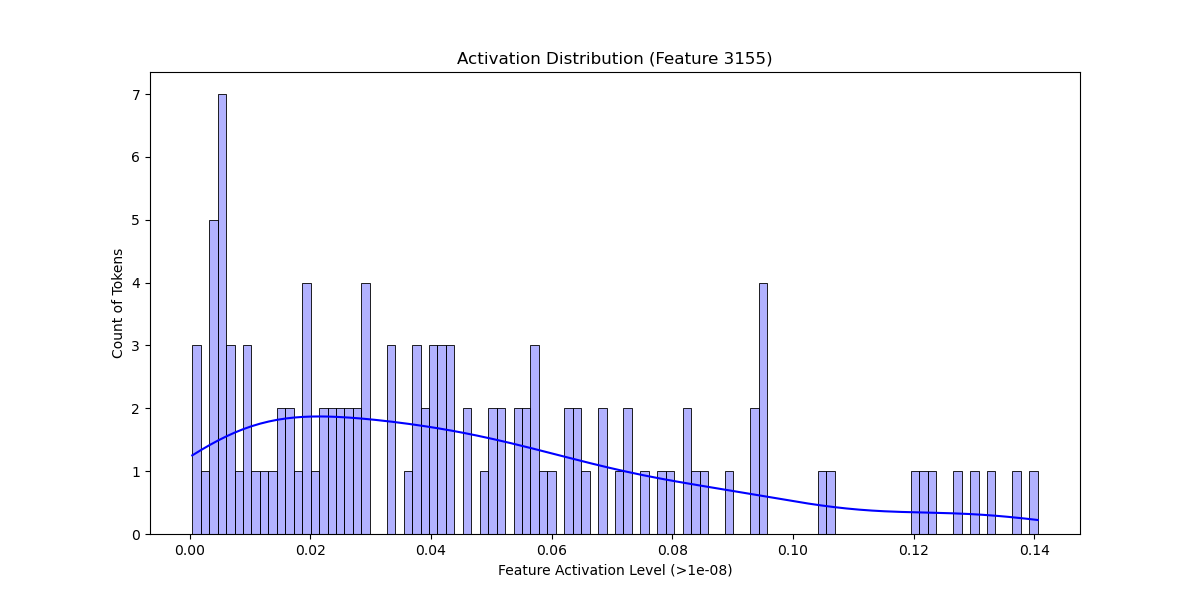 Activation Distribution (Feature 3155)
7
6
5
4
3
2
1
0
Count of Tokens
0.00 0.02 0.04 0.06 0.08 0.10 0.12 0.14
Feature Activation Level (>1e-08)